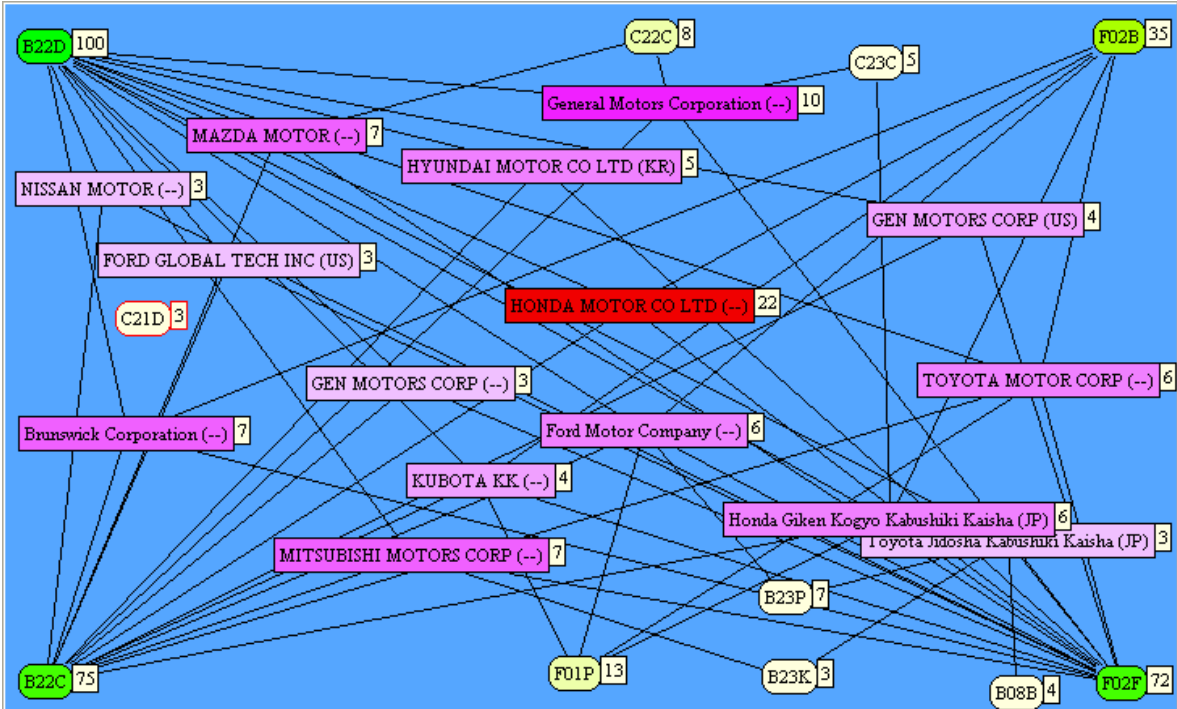 B22D 100
C22C 8
F02B 35
C23C 5
General Motors Corporation (--) 10
MAZDA MOTOR (--) 7
HYUNDAI MOTOR CO LTD (KR) 5
NISSAN MOTOR (--) 3
GEN MOTORS CORP (US) 4
FORD GLOBAL TECH INC (US) 3
HONDA MOTOR CO LTD (--) 22
C21D 3
GEN MOTORS CORP (--) 3
TOYOTA MOTOR CORP (--) 6
Brunswick Corporation (--) 7
Ford Motor Company (--) 6
KUBOTA KK (--) 4
Honda Giken Kogyo Kabushiki Kaisha (JP) 6
Toyota Jidosha Kabushiki Kaisha (JP) 3
MITSUBISHI MOTORS CORP (--) 7
B23P 7
B22C 75
F01P 13
B23K 3
B08B 4
F02F 72